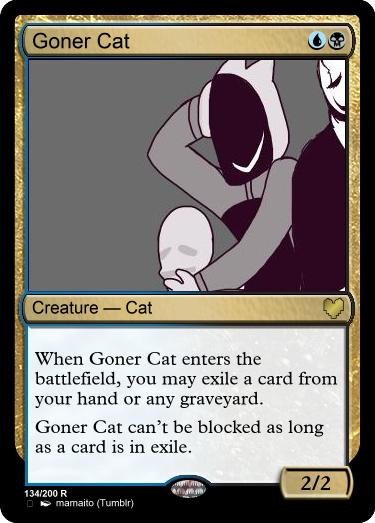 Goner Cat
Creature — Cat
When Goner Cat enters the
battlefield, you may exile a card from
your hand or any graveyard.
Goner Cat can't be blocked as long
as a card is in exile.
2/2
134/200 R
mamaito (Tumblr)